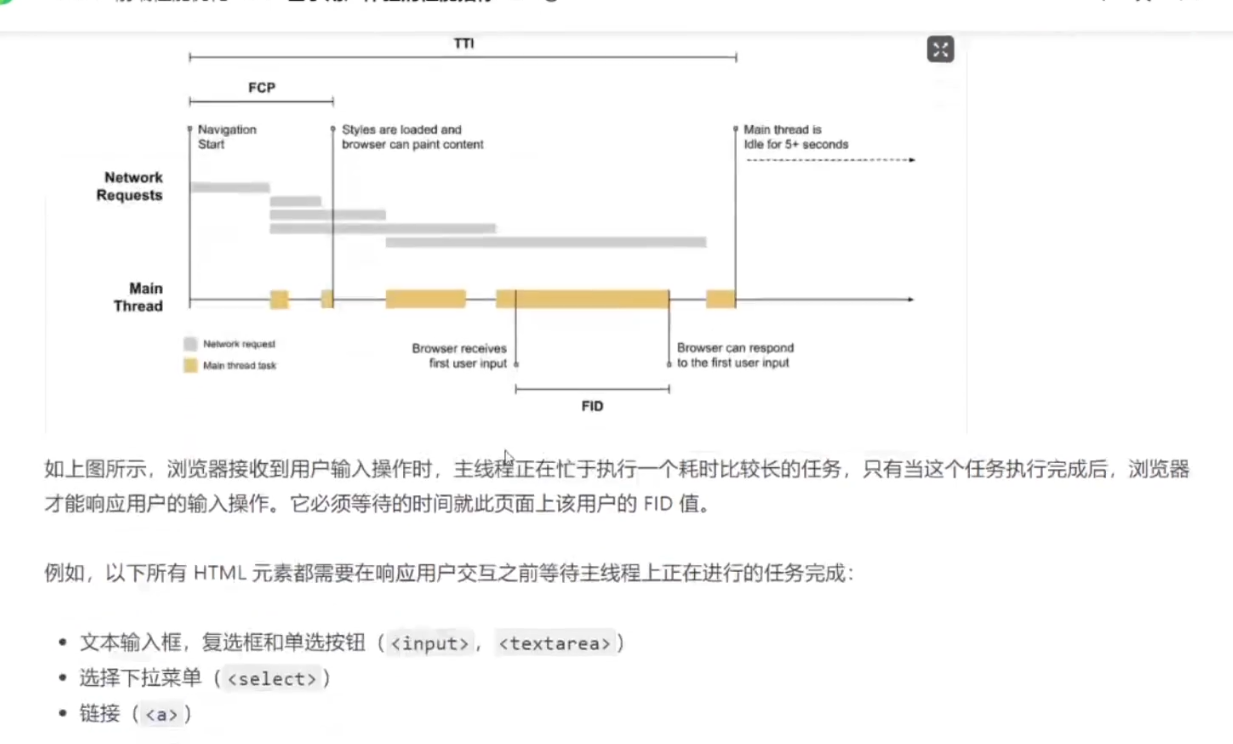 TTI
FCP
Navigation
Start
Styles are loaded and
browser can paint content
Main thread is
Idle for 5+ seconds
Network
Requests
Main
Thread
Network request
Main thread task
Browser receives
first user input
Browser can respond
to the first user input
FID
如上图所示，浏览器接收到用户输入操作时，主线程正在忙于执行一个耗时比较长的任务，只有当这个任务执行完成后，浏览器
才能响应用户的输入操作。它必须等待的时间就此页面上该用户的 FID 值。
例如，以下所有 HTML 元素都需要在响应用户交互之前等待主线程上正在进行的任务完成：
• 文本输入框，复选框和单选按钮（<input>，<textarea>）
• 选择下拉菜单（<select>）
• 链接（<a>）